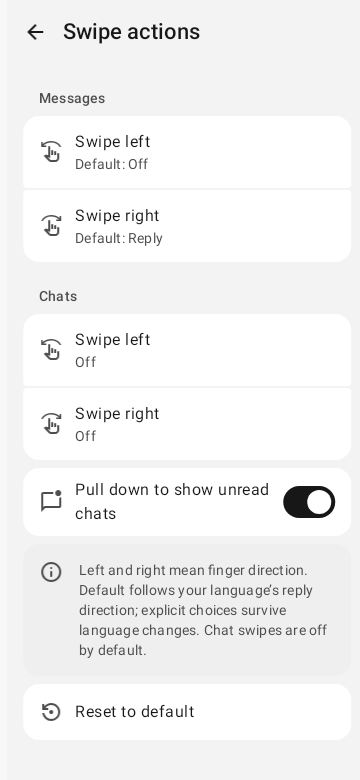 Swipe actions
Messages
Swipe left
Default: Off
Swipe right
Default: Reply
Chats
Swipe left
Off
Swipe right
Off
Pull down to show unread
chats
Left and right mean finger direction.
Default follows your language’s reply
direction; explicit choices survive
language changes. Chat swipes are off
by default.
Reset to default